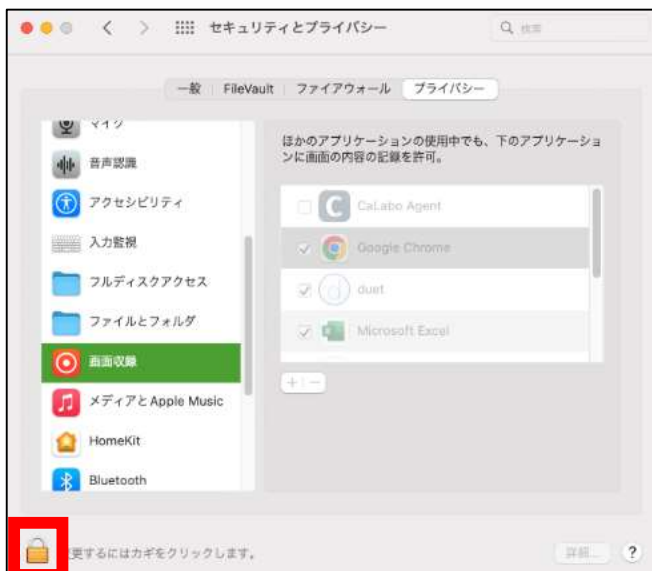 セキュリティとプライバシー
検索
一般
FileVault
ファイアウォール
プライバシー
マイク
音声認識
アクセシビリティ
入力監視
フルディスクアクセス
ファイルとフォルダ
画面収録
メディアとApple Music
HomeKit
Bluetooth
ほかのアプリケーションの使用中でも、下のアプリケーショ
ンに画面の内容の記録を許可。
CaLabo Agent
Google Chrome
duet
Microsoft Excel
変更するにはカギをクリックします。
詳細...
?